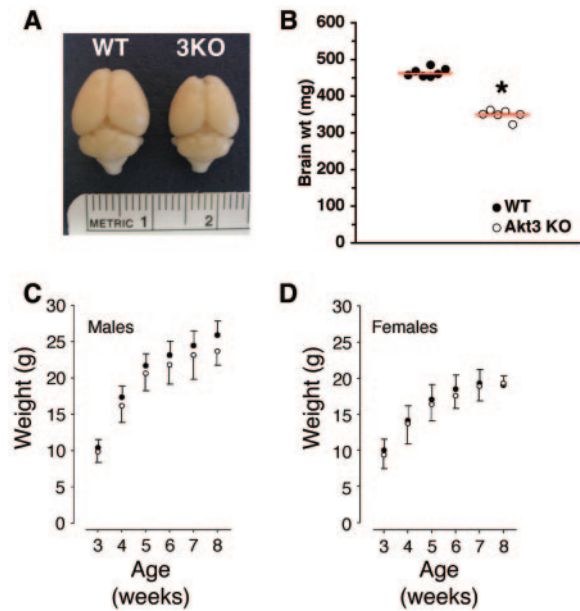 A
WT 3KO
METRIC 1 2
B
Brain wt (mg)
600
500
400
300
200
100
0
*
WT
Akt3 KO
C
Males
Weight (g)
30
25
20
15
10
5
0
3 4 5 6 7 8
Age
(weeks)
D
Females
Weight (g)
30
25
20
15
10
5
0
3 4 5 6 7 8
Age
(weeks)